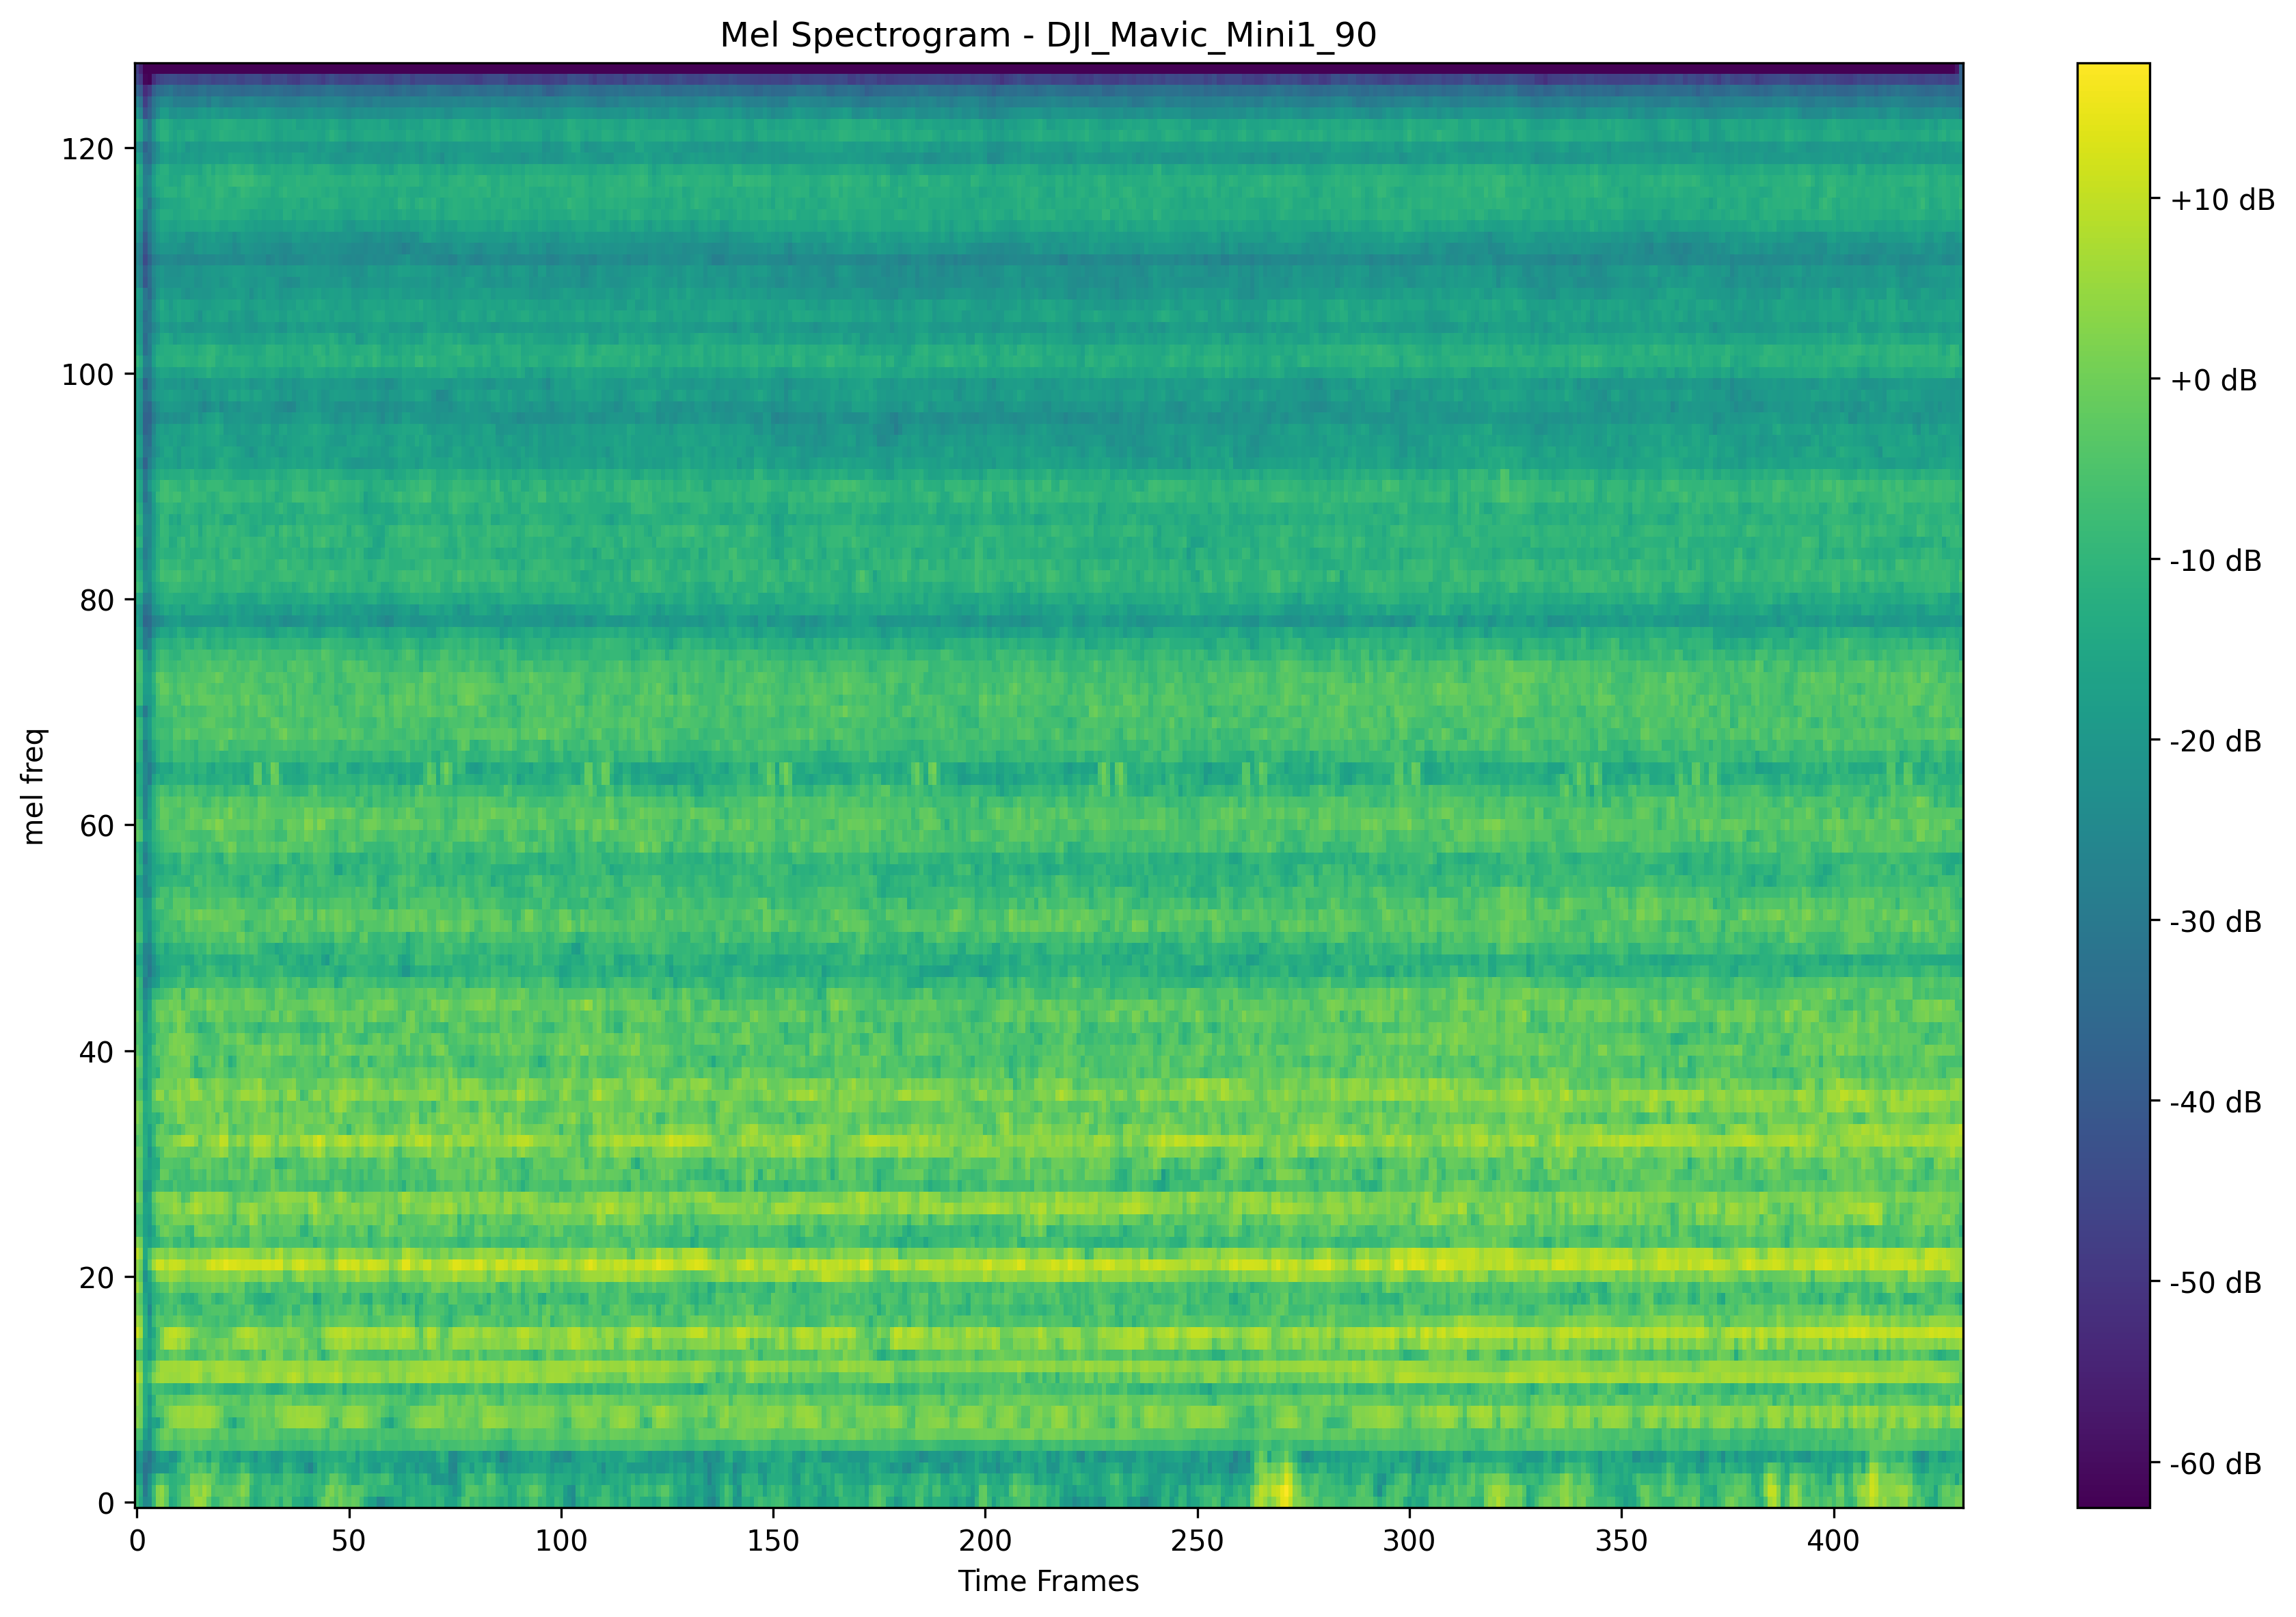 Mel Spectrogram - DJI_Mavic_Mini1_90
mel freq
120
100
80
60
40
20
0
0 50 100 150 200 250 300 350 400
Time Frames
+10 dB
+0 dB
-10 dB
-20 dB
-30 dB
-40 dB
-50 dB
-60 dB